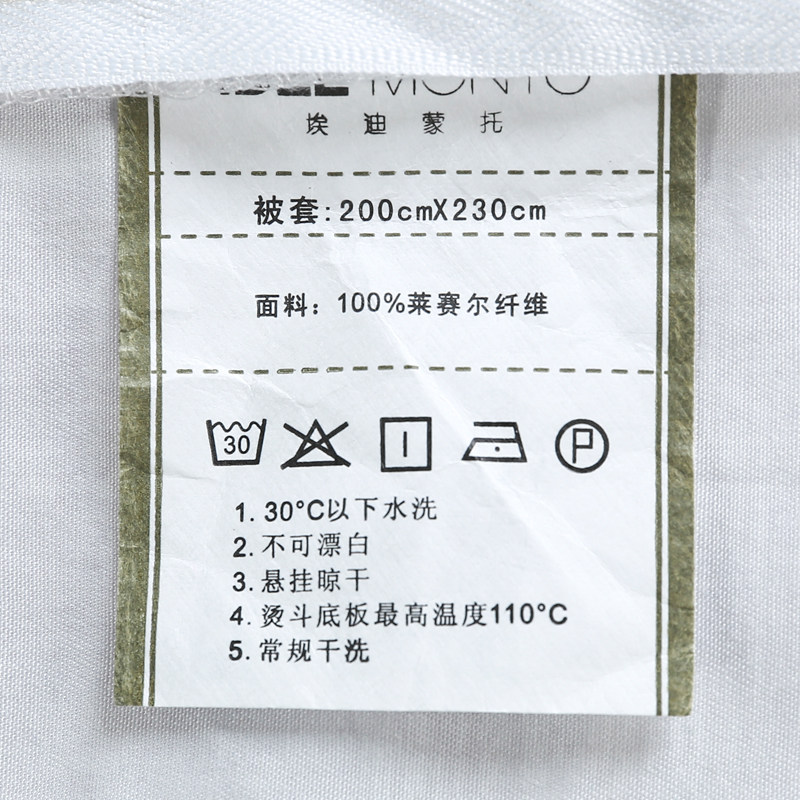 MONTO
埃迪蒙托
被套:200cmX230cm
面料：100%莱赛尔纤维
30
P
1. 30°C以下水洗
2. 不可漂白
3. 悬挂晾干
4. 烫斗底板最高温度110°C
5. 常规干洗